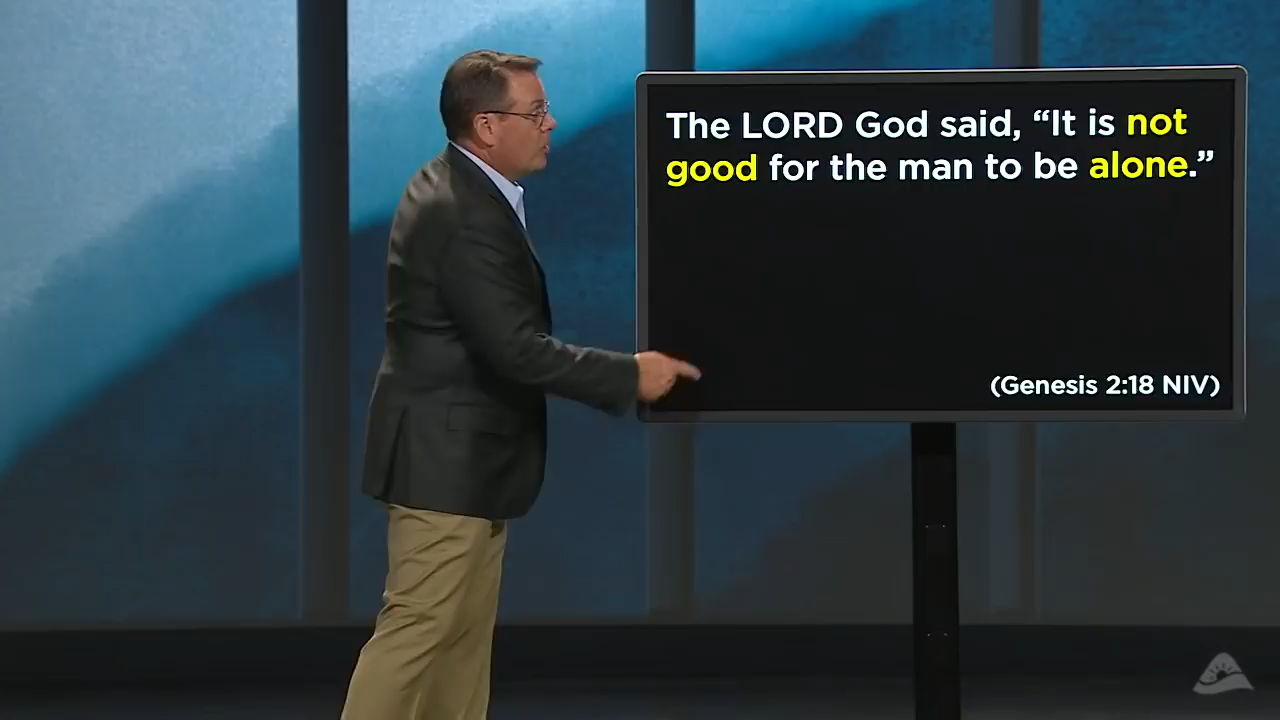 The LORD God said, “It is not
good for the man to be alone.”
(Genesis 2:18 NIV)